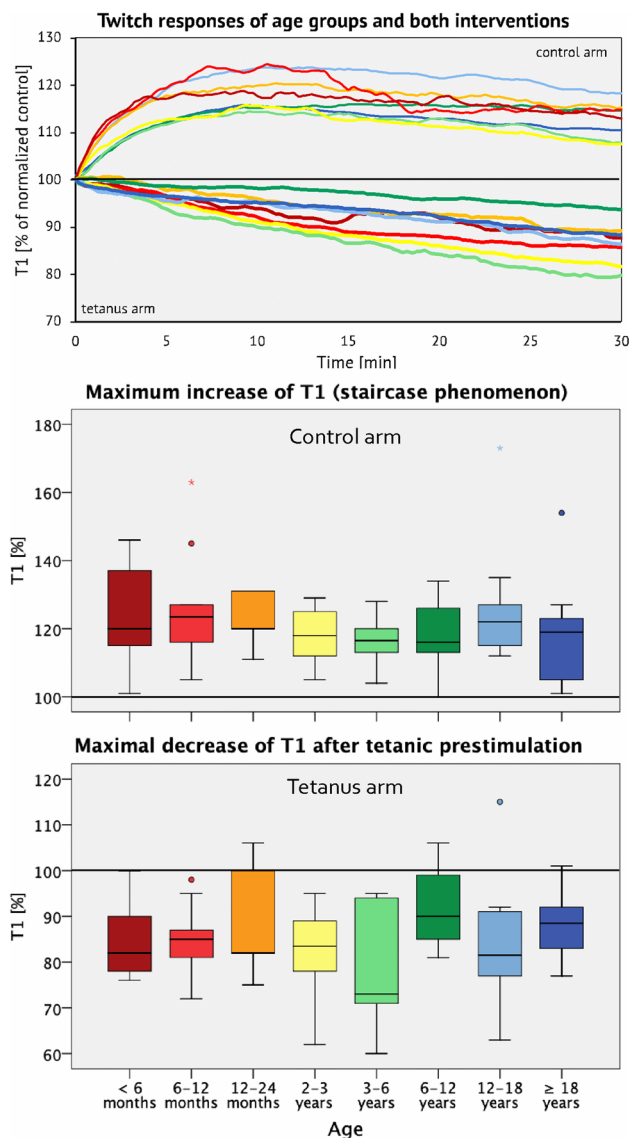 Twitch responses of age groups and both interventions
130
control arm
120
110
100
90
80
70
T1 [% of normalized control]
tetanus arm
0 5 10 15 20 25 30
Time [min]
Maximum increase of T1 (staircase phenomenon)
180
Control arm
160
140
120
100
T1 [%]
Maximal decrease of T1 after tetanic prestimulation
120
Tetanus arm
110
100
90
80
70
60
T1 [%]
< 6 6–12 12–24 2–3 3–6 6–12 12–18 ≥ 18
months months months years years years years years
Age